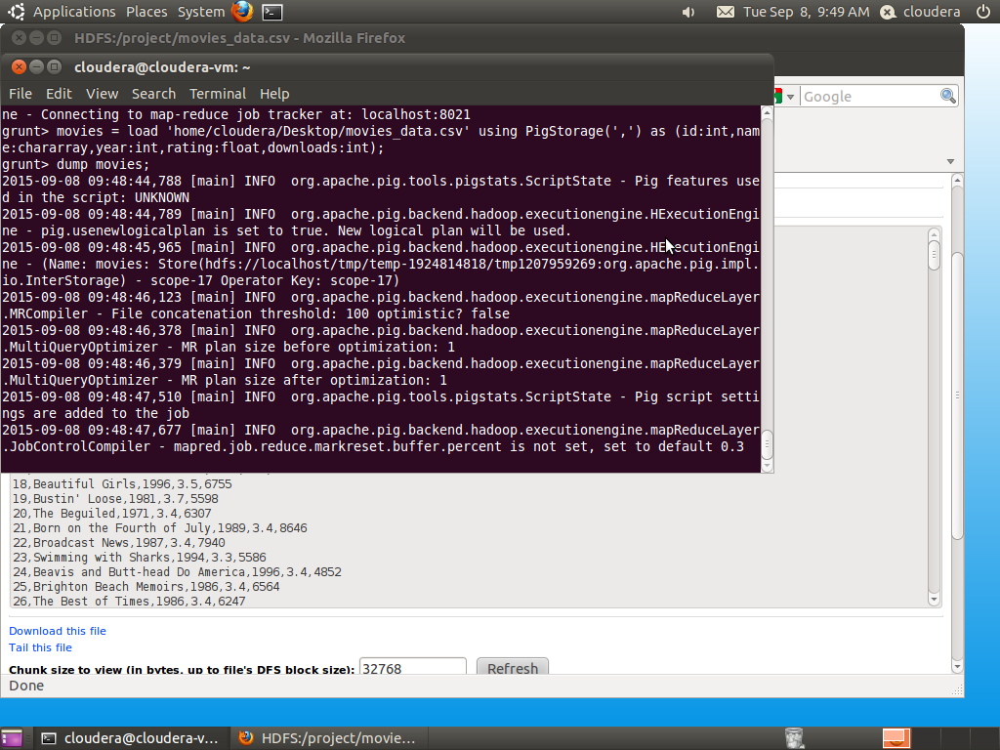 Applications Places System Tue Sep 8, 9:49 AM cloudera
HDFS:/project/movies_data.csv - Mozilla Firefox
cloudera@cloudera-vm: ~
File Edit View Search Terminal Help
Google
ne - Connecting to map-reduce job tracker at: localhost:8021
grunt> movies = load 'home/cloudera/Desktop/movies_data.csv' using PigStorage(',') as (id:int,nam
e:chararray,year:int,rating:float,downloads:int);
grunt> dump movies;
2015-09-08 09:48:44,788 [main] INFO  org.apache.pig.tools.pigstats.ScriptState - Pig features use
d in the script: UNKNOWN
2015-09-08 09:48:44,789 [main] INFO  org.apache.pig.backend.hadoop.executionengine.HExecutionEngi
ne - pig.usenewlogicalplan is set to true. New logical plan will be used.
2015-09-08 09:48:45,965 [main] INFO  org.apache.pig.backend.hadoop.executionengine.HExecutionEngi
ne - (Name: movies: Store(hdfs://localhost/tmp/temp-1924814818/tmp1207959269:org.apache.pig.impl.
io.InterStorage) - scope-17 Operator Key: scope-17)
2015-09-08 09:48:46,123 [main] INFO  org.apache.pig.backend.hadoop.executionengine.mapReduceLayer
.MRCompiler - File concatenation threshold: 100 optimistic? false
2015-09-08 09:48:46,378 [main] INFO  org.apache.pig.backend.hadoop.executionengine.mapReduceLayer
.MultiQueryOptimizer - MR plan size before optimization: 1
2015-09-08 09:48:46,379 [main] INFO  org.apache.pig.backend.hadoop.executionengine.mapReduceLayer
.MultiQueryOptimizer - MR plan size after optimization: 1
2015-09-08 09:48:47,510 [main] INFO  org.apache.pig.tools.pigstats.ScriptState - Pig script setti
ngs are added to the job
2015-09-08 09:48:47,677 [main] INFO  org.apache.pig.backend.hadoop.executionengine.mapReduceLayer
.JobControlCompiler - mapred.job.reduce.markreset.buffer.percent is not set, set to default 0.3
18,Beautiful Girls,1996,3.5,6755
19,Bustin' Loose,1981,3.7,5598
20,The Beguiled,1971,3.4,6307
21,Born on the Fourth of July,1989,3.4,8646
22,Broadcast News,1987,3.4,7940
23,Swimming with Sharks,1994,3.3,5586
24,Beavis and Butt-head Do America,1996,3.4,4852
25,Brighton Beach Memoirs,1986,3.4,6564
26,The Best of Times,1986,3.4,6247
Download this file
Tail this file
Chunk size to view (in bytes, up to file's DFS block size): 32768 Refresh
Done
cloudera@cloudera-v... HDFS:/project/movie...